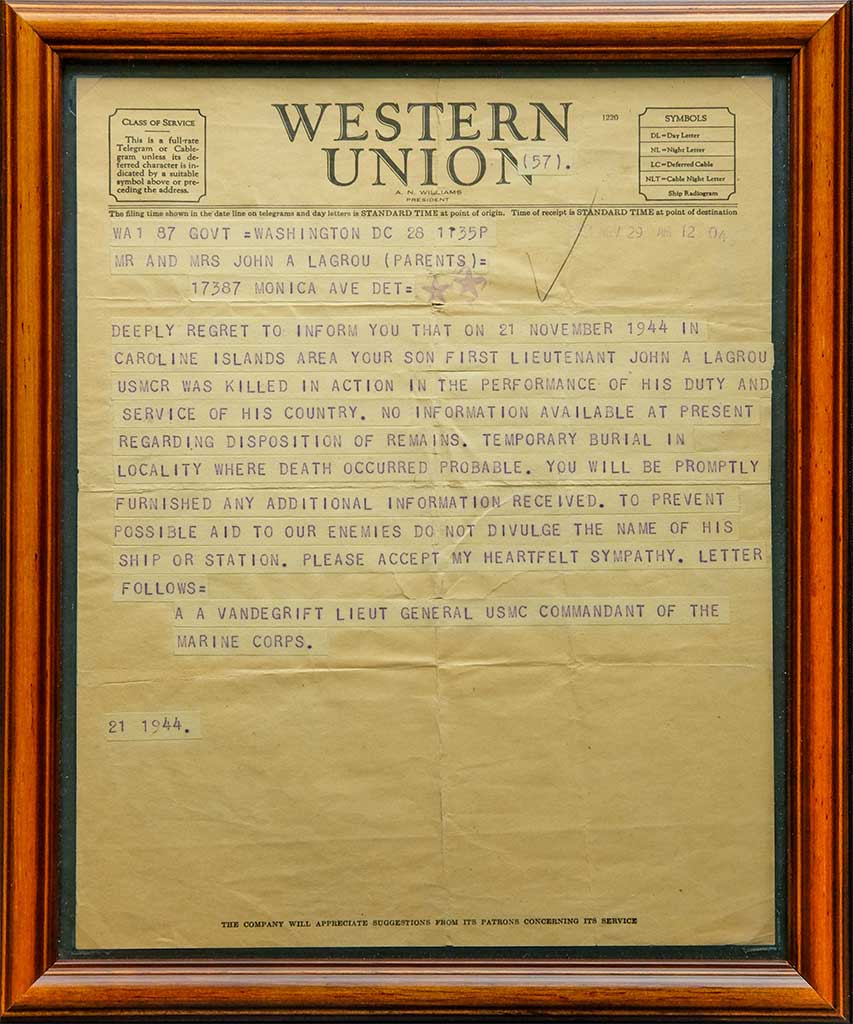 CLASS OF SERVICE
This is a full-rate
Telegram or Cable-
gram unless its de-
ferred character is in-
dicated by a suitable
symbol above or pre-
ceding the address.
WESTERN
UNION
(57).
A. N. WILLIAMS
PRESIDENT
1220
SYMBOLS
DL=Day Letter
NL=Night Letter
LC=Deferred Cable
NLT=Cable Night Letter
Ship Radiogram
The filing time shown in the date line on telegrams and day letters is STANDARD TIME at point of origin. Time of receipt is STANDARD TIME at point of destination
WA1 87 GOVT =WASHINGTON DC 28 1135P
29 AM 12 04
MR AND MRS JOHN A LAGROU (PARENTS)=
17387 MONICA AVE DET=
DEEPLY REGRET TO INFORM YOU THAT ON 21 NOVEMBER 1944 IN
CAROLINE ISLANDS AREA YOUR SON FIRST LIEUTENANT JOHN A LAGROU
USMCR WAS KILLED IN ACTION IN THE PERFORMANCE OF HIS DUTY AND
SERVICE OF HIS COUNTRY. NO INFORMATION AVAILABLE AT PRESENT
REGARDING DISPOSITION OF REMAINS. TEMPORARY BURIAL IN
LOCALITY WHERE DEATH OCCURRED PROBABLE. YOU WILL BE PROMPTLY
FURNISHED ANY ADDITIONAL INFORMATION RECEIVED. TO PREVENT
POSSIBLE AID TO OUR ENEMIES DO NOT DIVULGE THE NAME OF HIS
SHIP OR STATION. PLEASE ACCEPT MY HEARTFELT SYMPATHY. LETTER
FOLLOWS=
A A VANDEGRIFT LIEUT GENERAL USMC COMMANDANT OF THE
MARINE CORPS.
21 1944.
THE COMPANY WILL APPRECIATE SUGGESTIONS FROM ITS PATRONS CONCERNING ITS SERVICE